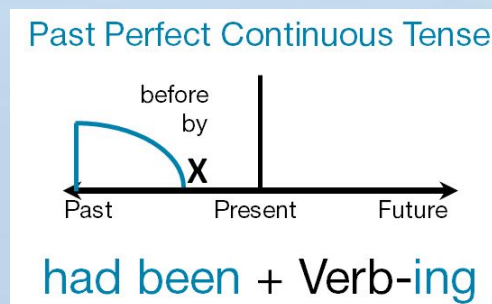 Past Perfect Continuous Tense
before
by
X
Past Present Future
had been + Verb-ing